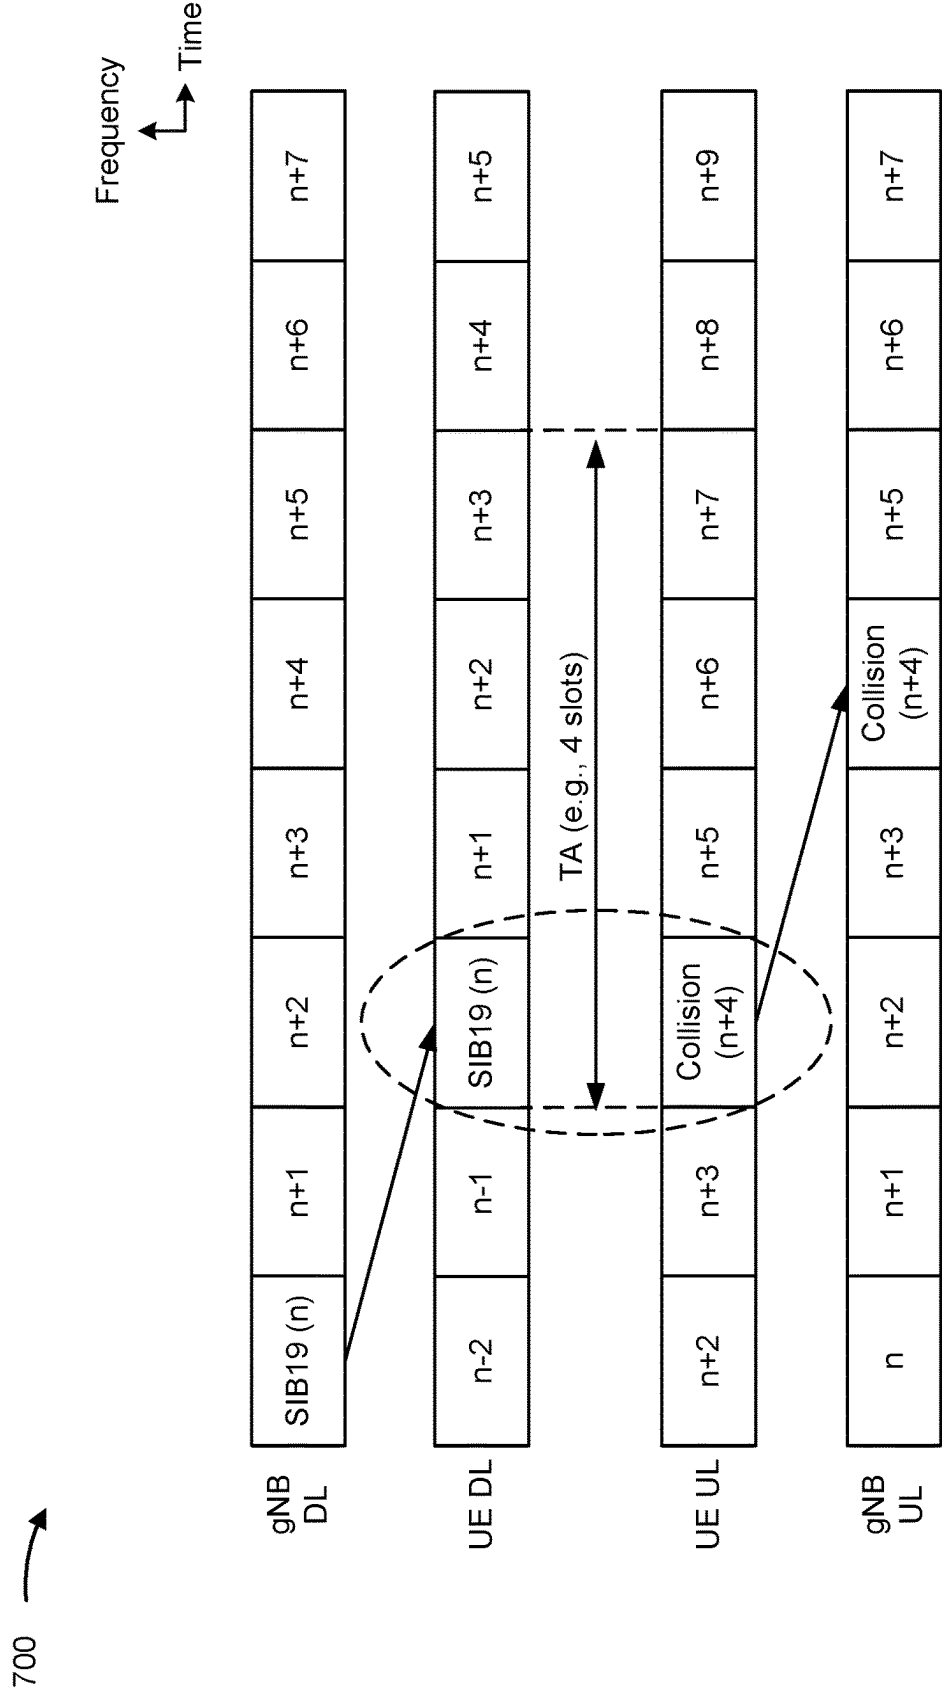 700
Frequency
Time
gNB
DL
SIB19 (n)
n+1
n+2
n+3
n+4
n+5
n+6
n+7
UE DL
n-2
n-1
SIB19 (n)
n+1
n+2
n+3
n+4
n+5
TA (e.g., 4 slots)
UE UL
n+2
n+3
Collision
(n+4)
n+5
n+6
n+7
n+8
n+9
gNB
UL
n
n+1
n+2
n+3
Collision
(n+4)
n+5
n+6
n+7